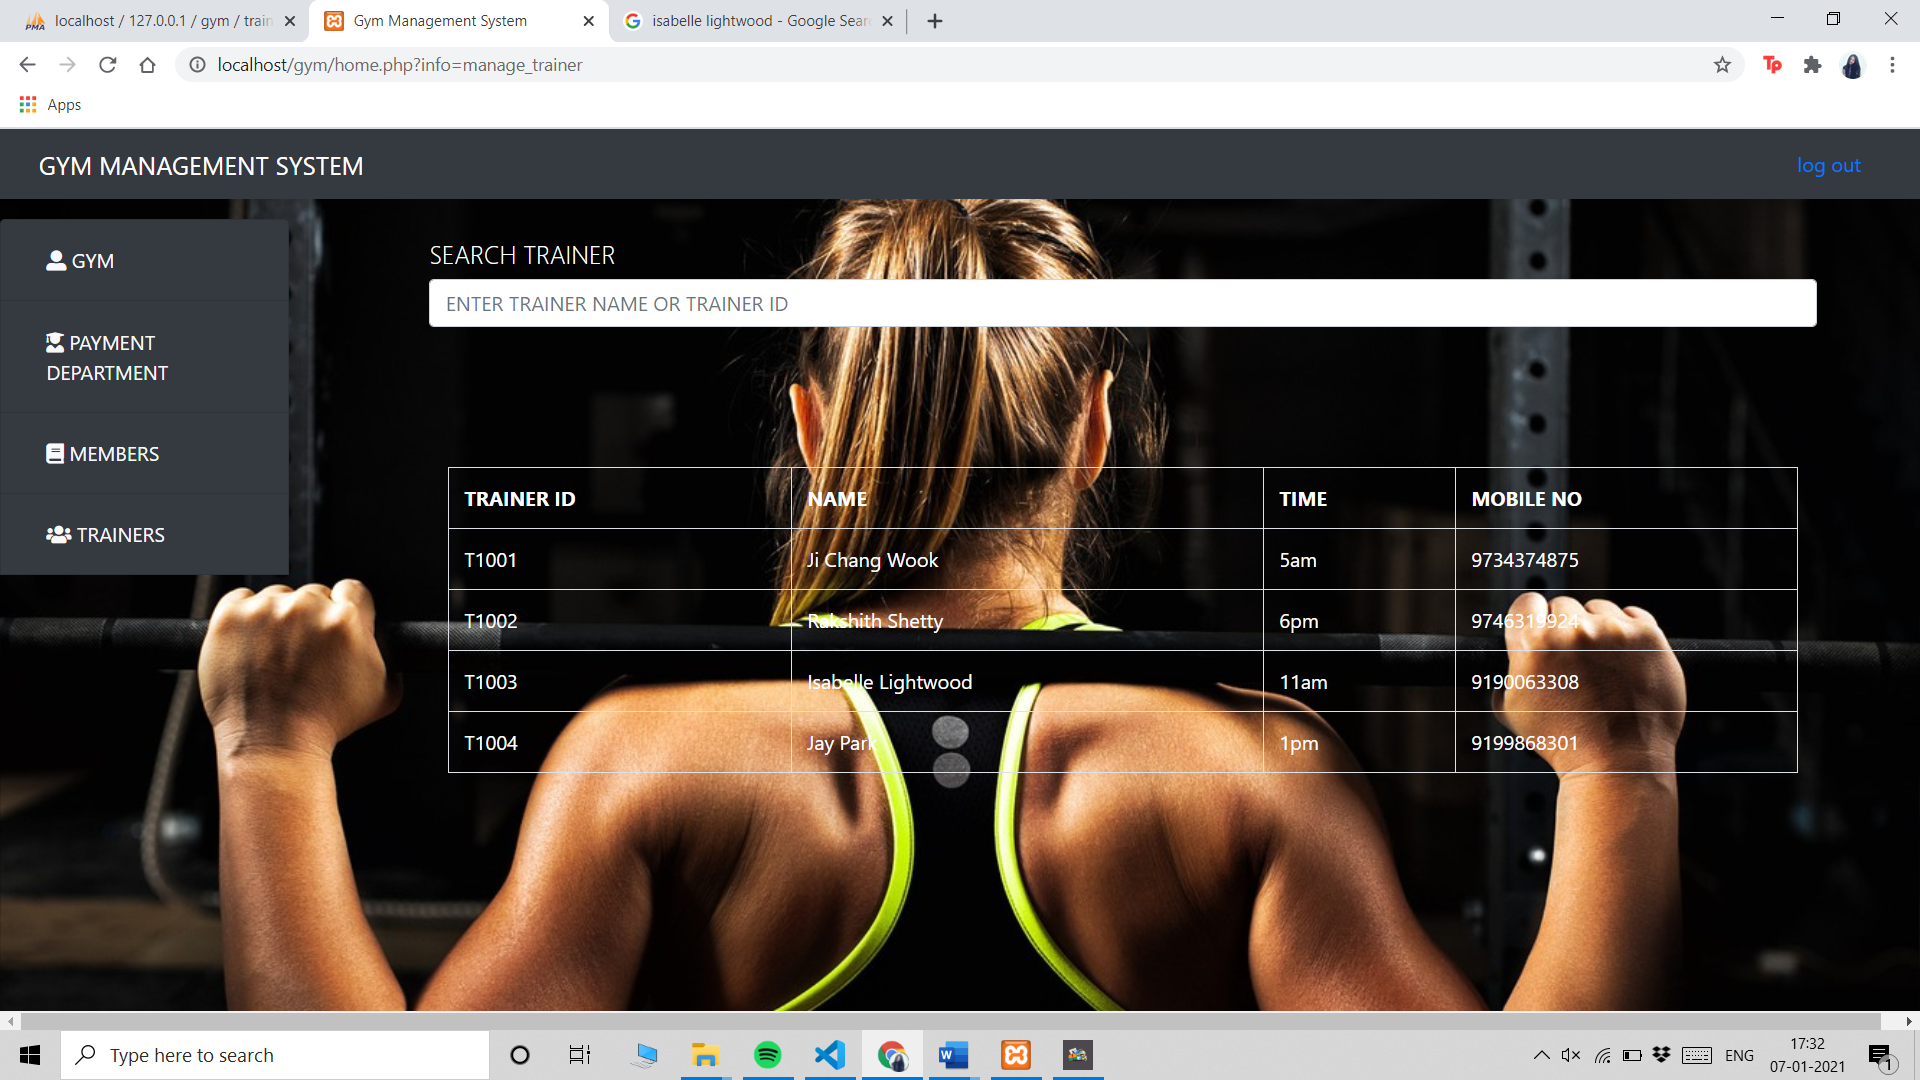 localhost / 127.0.0.1 / gym / train
Gym Management System
isabelle lightwood - Google Sear
localhost/gym/home.php?info=manage_trainer
Tp
Apps
GYM MANAGEMENT SYSTEM
log out
GYM
PAYMENT
DEPARTMENT
MEMBERS
TRAINERS
SEARCH TRAINER
ENTER TRAINER NAME OR TRAINER ID
TRAINER ID NAME TIME MOBILE NO
T1001 Ji Chang Wook 5am 9734374875
T1002 Rakshith Shetty 6pm 9746319924
T1003 Isabelle Lightwood 11am 9190063308
T1004 Jay Park 1pm 9199868301
Type here to search
ENG
17:32
07-01-2021
1